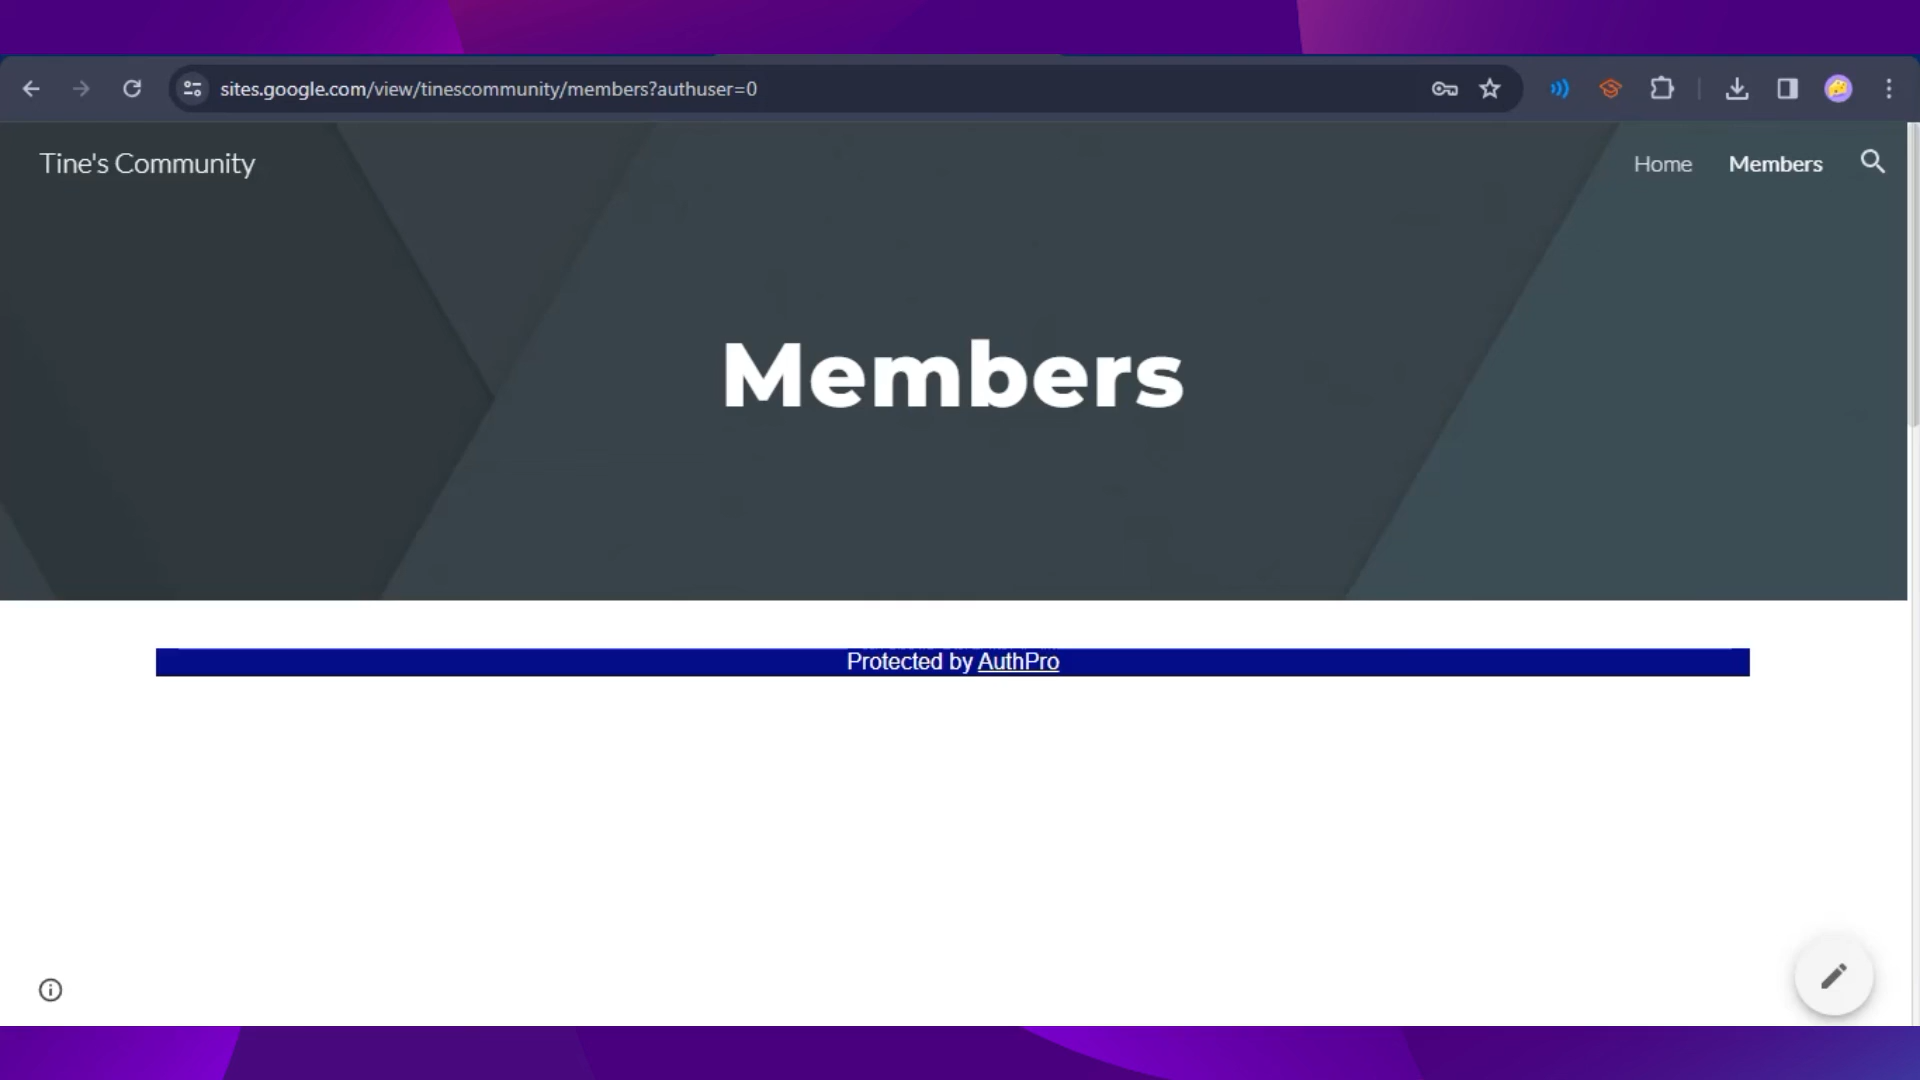 sites.google.com/view/tinescommunity/members?authuser=0
Tine's Community
Home
Members
Members
Protected by AuthPro